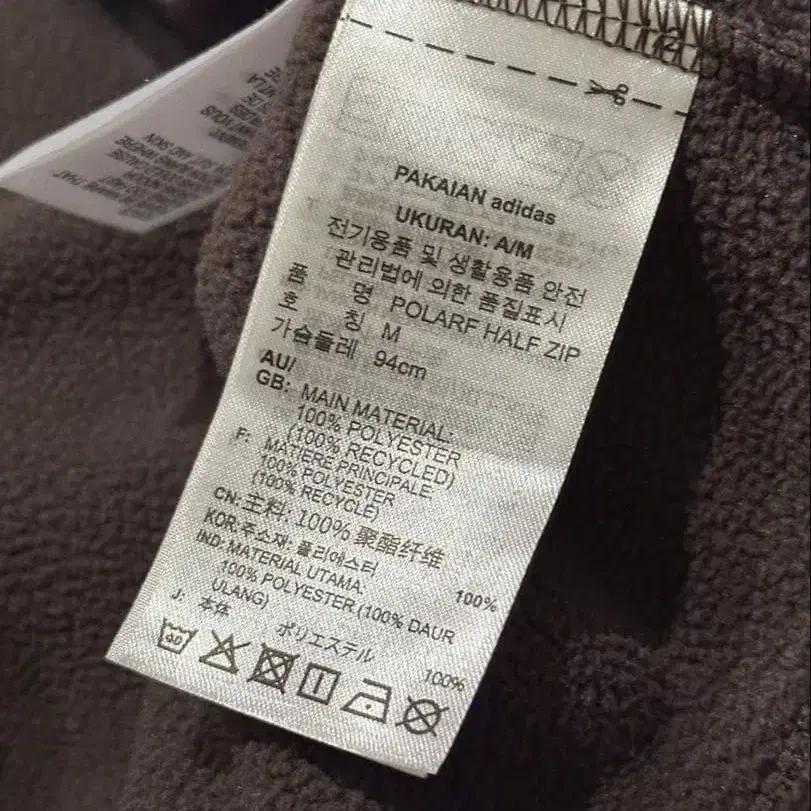 PAKAIAN adidas
UKURAN: A/M
전기용품 및 생활용품 안전
관리법에 의한 품질표시
품 명 POLARF HALF ZIP
호 칭 M
가슴둘레 94cm
AU/
GB: MAIN MATERIAL:
100% POLYESTER
(100% RECYCLED)
F: MATIERE PRINCIPALE:
100% POLYESTER
(100% RECYCLÉ)
CN: 主料: 100% 聚酯纤维
KOR: 주소재: 폴리에스터 100%
IND: MATERIAL UTAMA:
100% POLYESTER (100% DAUR
ULANG)
J: 本体 ポリエステル 100%
40